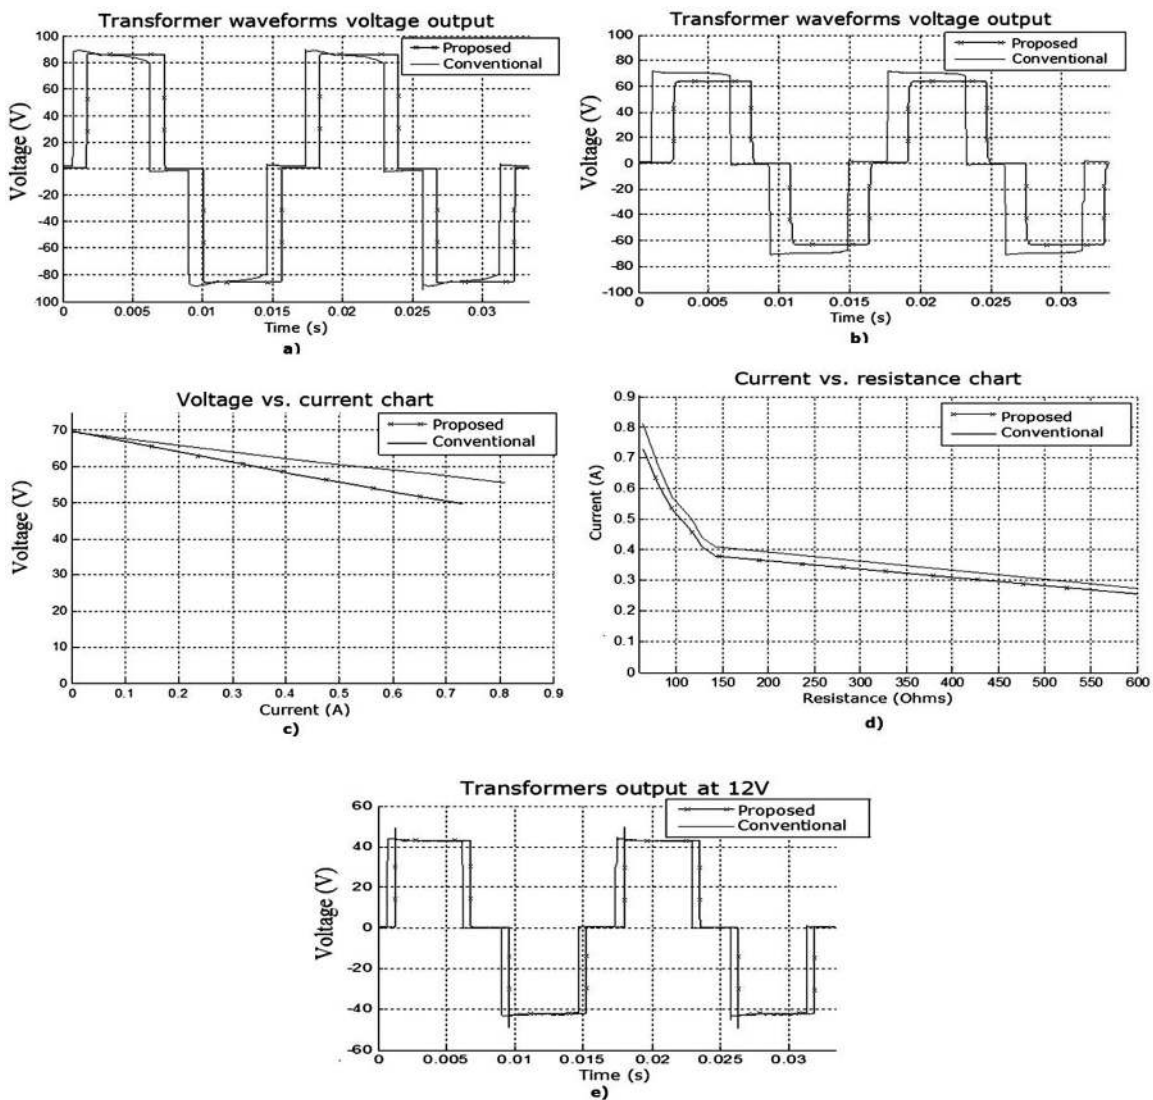 Transformer waveforms voltage output
Proposed
Conventional
Voltage (V)
100
80
60
40
20
0
-20
-40
-60
-80
100
0
0.005
0.01
0.015
0.02
0.025
0.03
Time (s)
a)
Transformer waveforms voltage output
Proposed
Conventional
Voltage (V)
100
80
60
40
20
0
-20
-40
-60
-80
-100
0
0.005
0.01
0.015
0.02
0.025
0.03
Time (s)
b)
Voltage vs. current chart
Proposed
Conventional
Voltage (V)
70
60
50
40
70
20
70
0
0
0.1
0.2
0.3
0.4
0.5
0.6
0.7
0.8
0.9
Current (A)
c)
Current vs. resistance chart
Proposed
Conventional
Current (A)
0.9
0.8
0.7
0.6
0.5
0.4
0.3
0.2
0.1
0
100
150
200
250
300
350
400
450
500
550
600
Resistance (Ohms)
d)
Transformers output at 12V
Proposed
Conventional
Voltage (V)
60
40
20
0
-20
-40
-60
0
0.005
0.01
0.015
0.02
0.025
0.03
Time (s)
e)